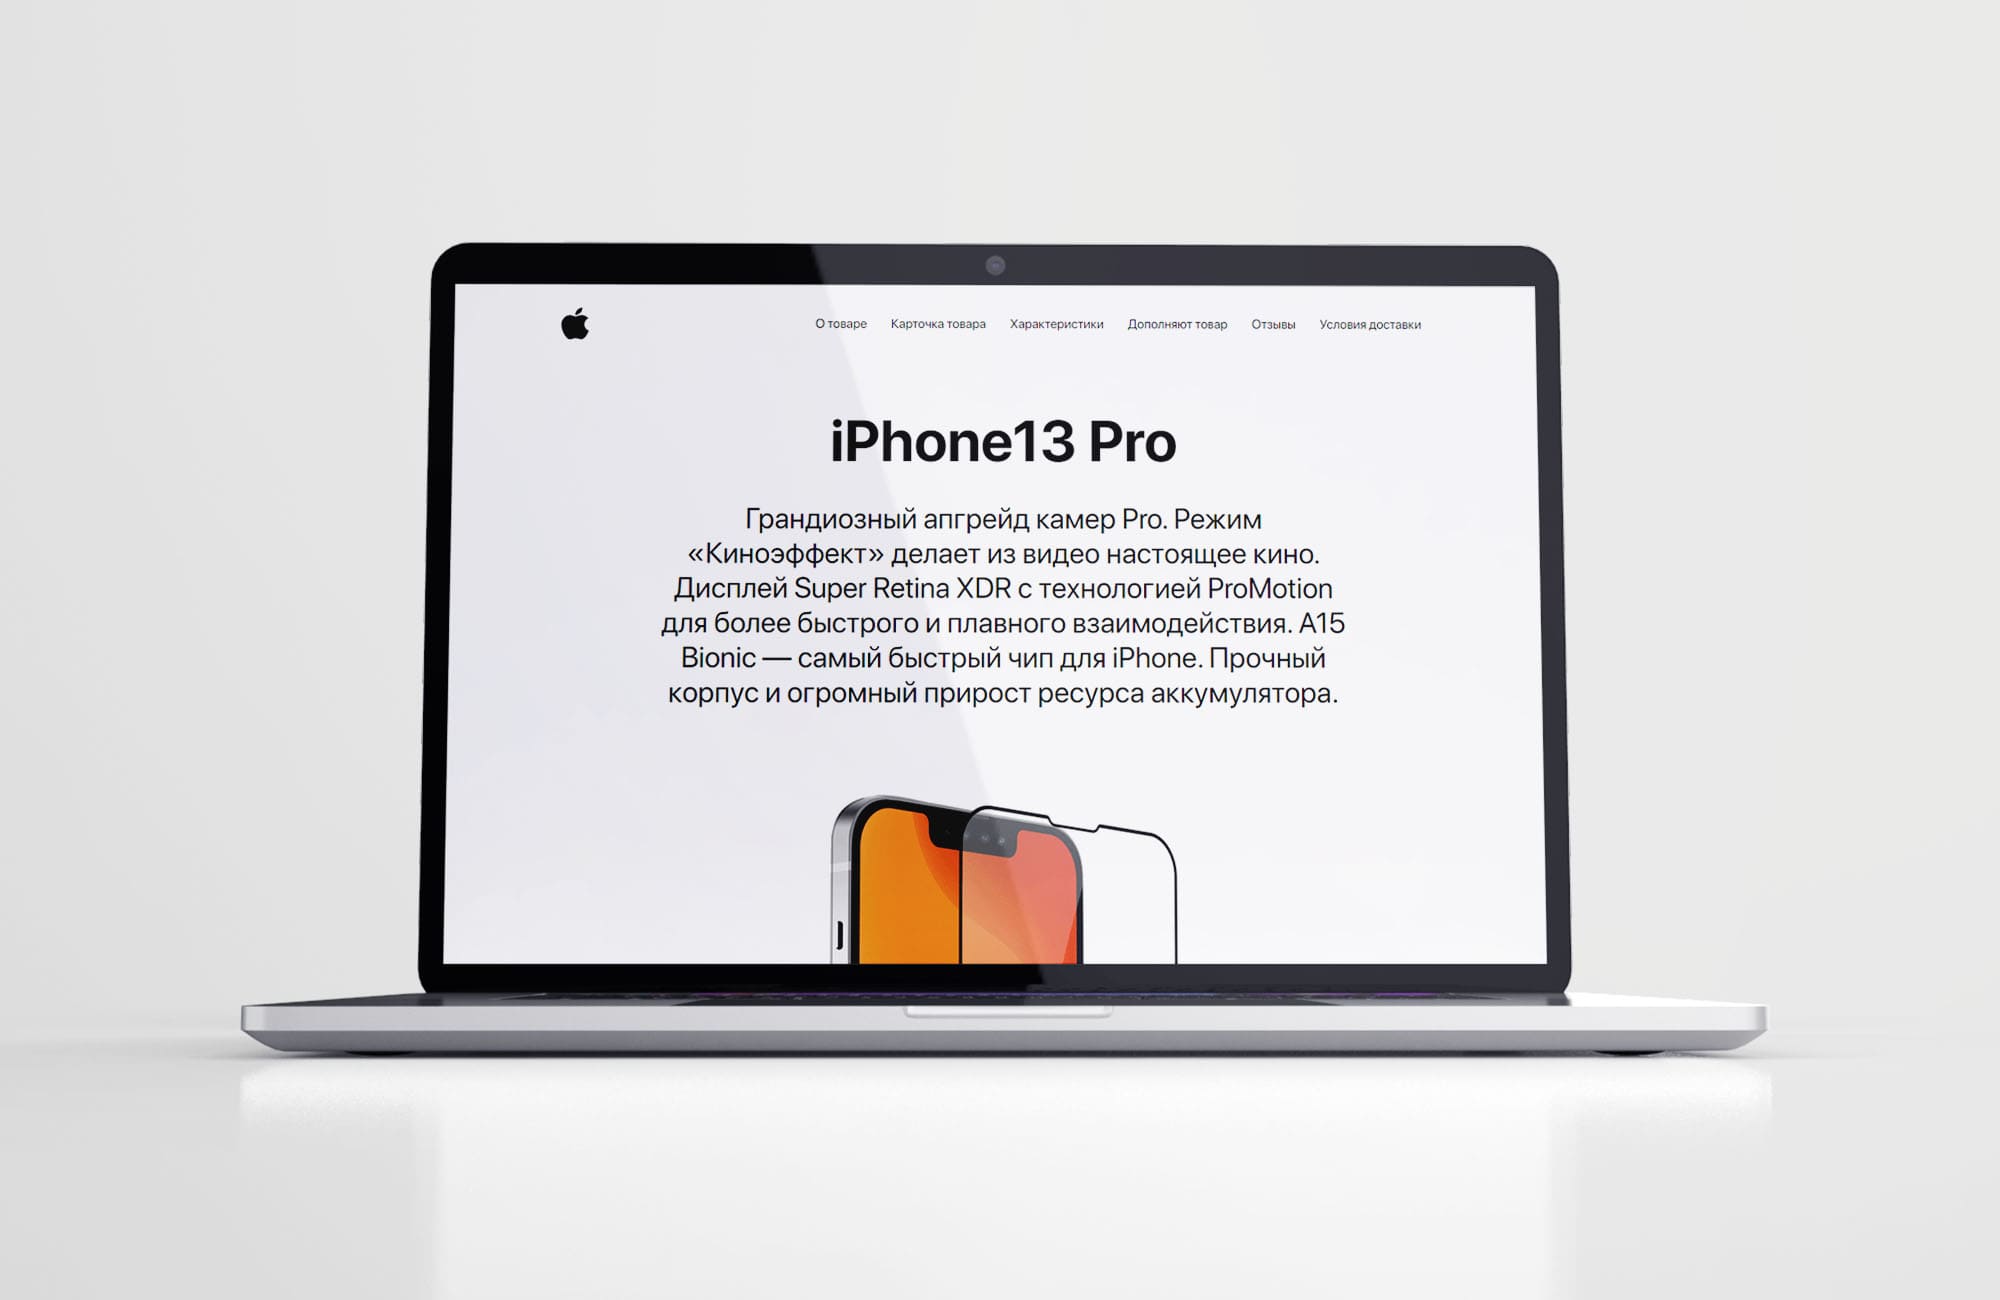 О товаре Карточка товара Характеристики Дополняют товар Отзывы Условия доставки
iPhone13 Pro
Грандиозный апгрейд камер Pro. Режим
«Киноэффект» делает из видео настоящее кино.
Дисплей Super Retina XDR с технологией ProMotion
для более быстрого и плавного взаимодействия. A15
Bionic — самый быстрый чип для iPhone. Прочный
корпус и огромный прирост ресурса аккумулятора.